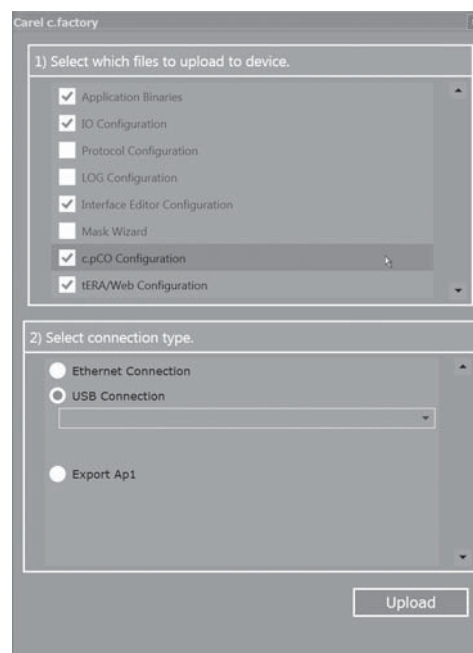 Carel c.factory
1) Select which files to upload to device.
Application Binaries
IO Configuration
Protocol Configuration
LOG Configuration
Interface Editor Configuration
Mask Wizard
c.pCO Configuration
tERA/Web Configuration
2) Select connection type.
Ethernet Connection
USB Connection
Export Ap1
Upload